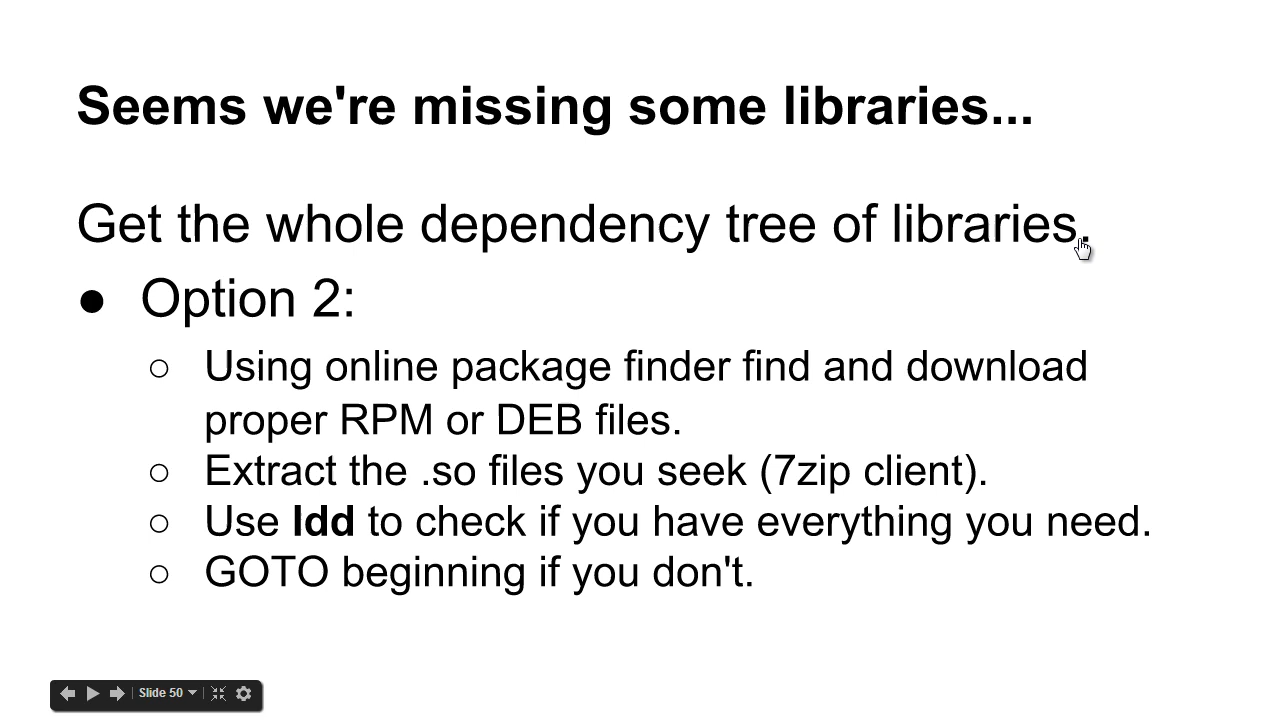 Seems we're missing some libraries...
Get the whole dependency tree of libraries.
● Option 2:
○ Using online package finder find and download
proper RPM or DEB files.
○ Extract the .so files you seek (7zip client).
○ Use ldd to check if you have everything you need.
○ GOTO beginning if you don't.
Slide 50